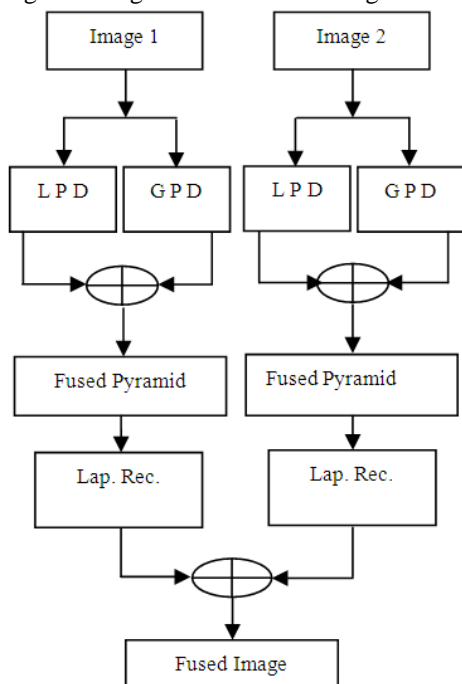 Image 1
Image 2
L P D
G P D
L P D
G P D
Fused Pyramid
Fused Pyramid
Lap. Rec.
Lap. Rec.
Fused Image